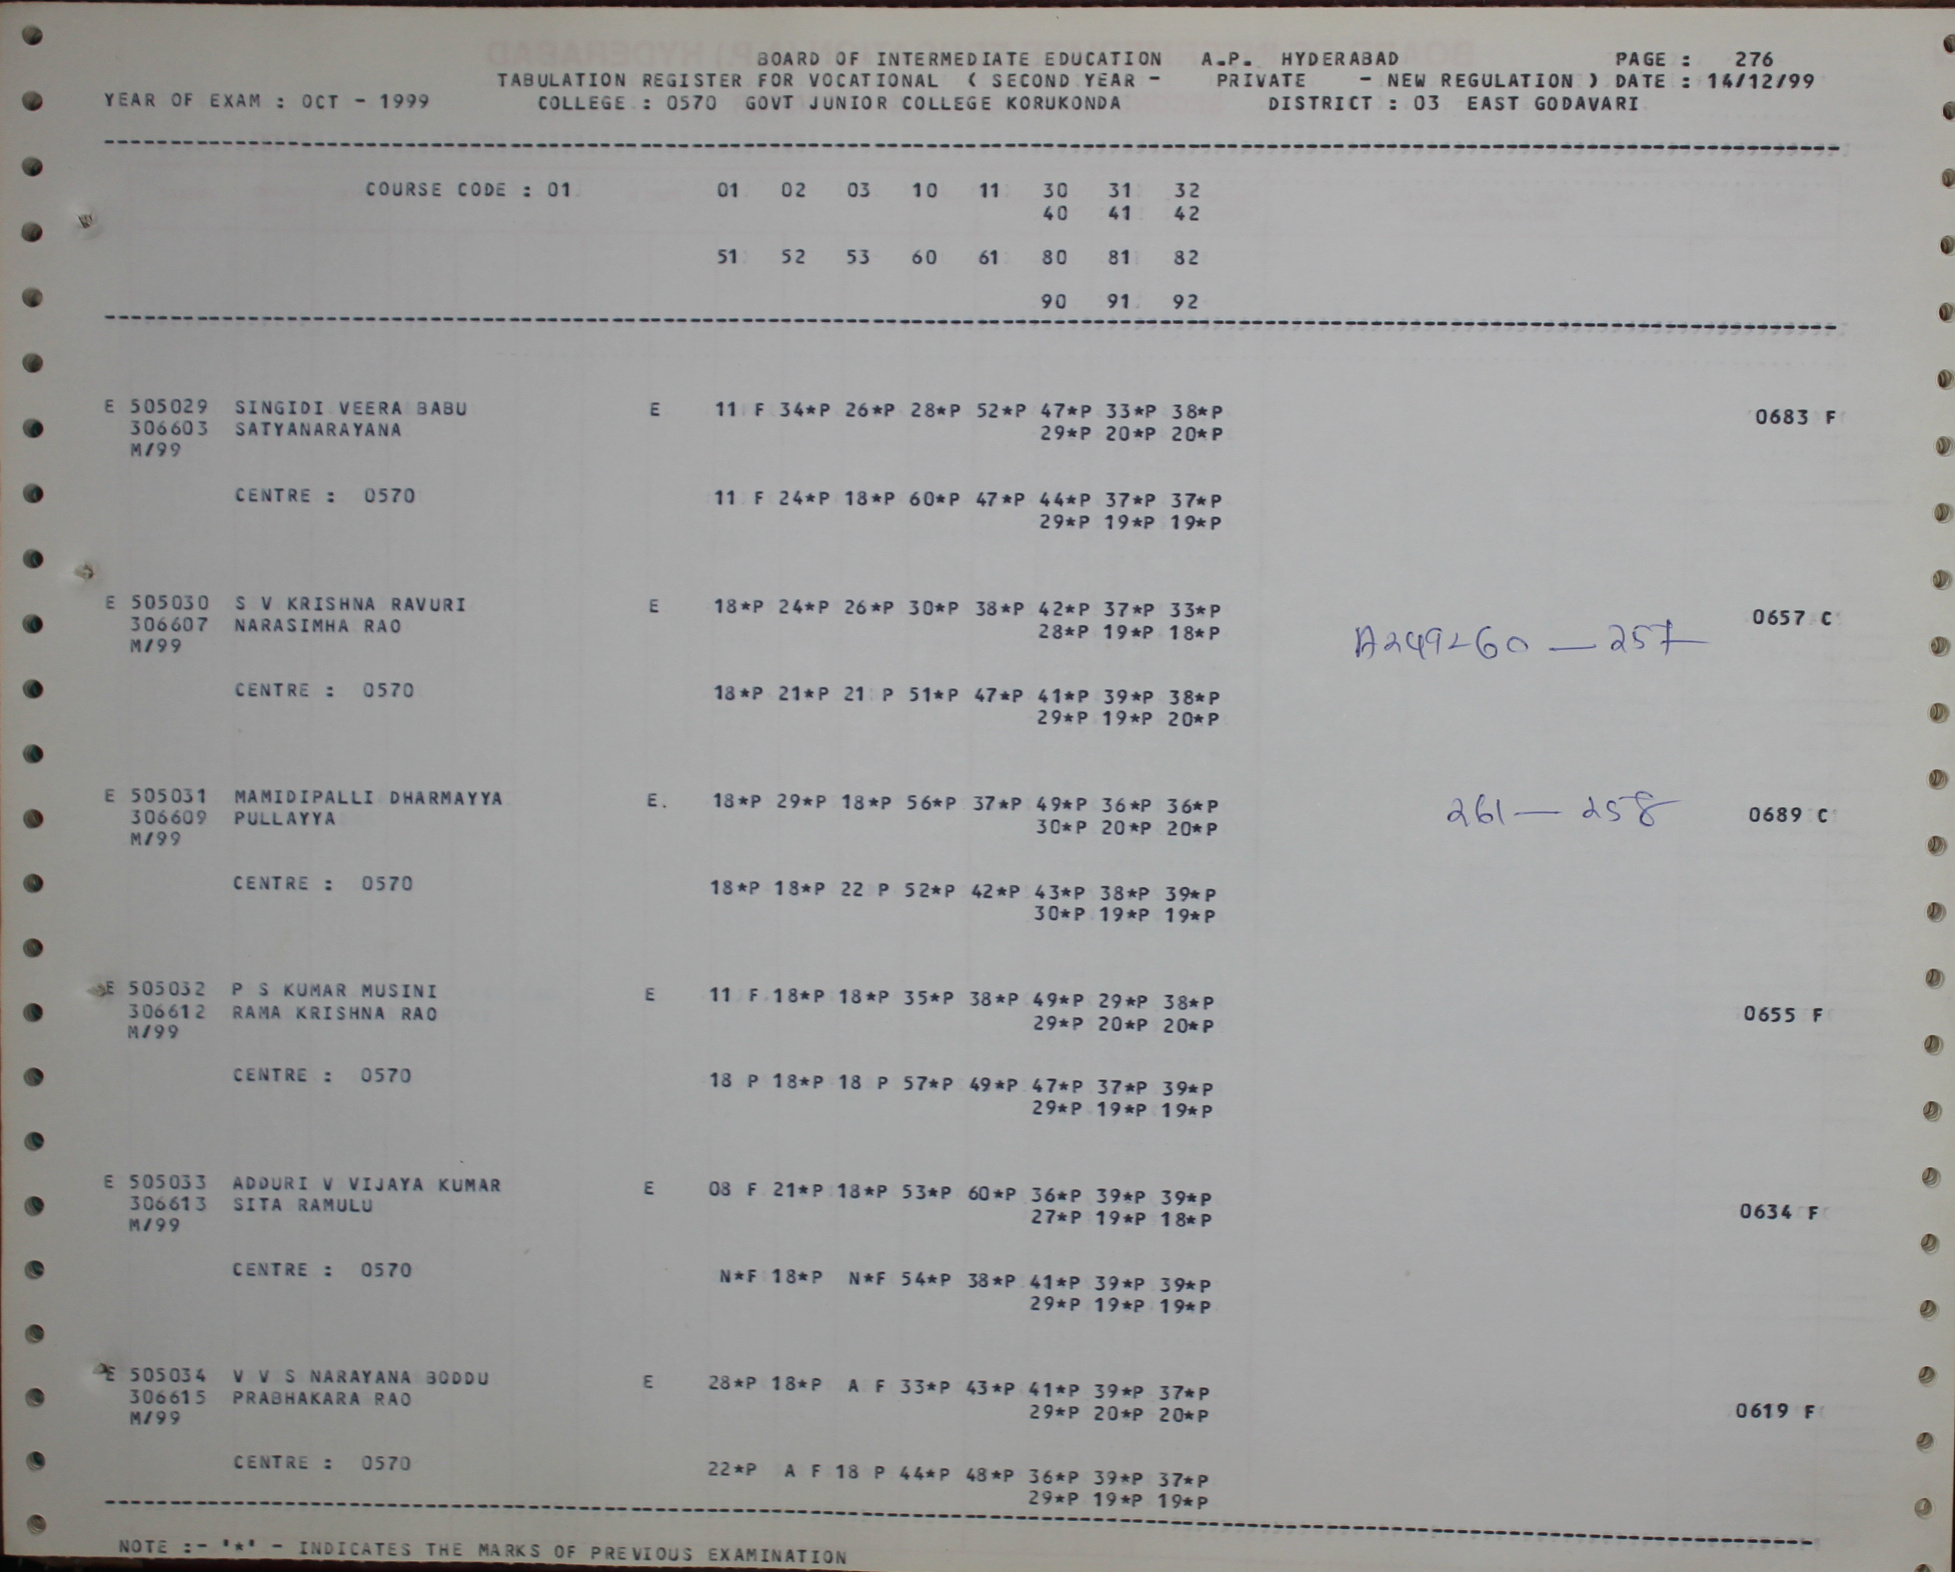 BOARD OF INTERMEDIATE EDUCATION A.P. HYDERABAD PAGE : 276
TABULATION REGISTER FOR VOCATIONAL ( SECOND YEAR - PRIVATE - NEW REGULATION ) DATE : 14/12/99
YEAR OF EXAM : OCT - 1999 COLLEGE : 0570 GOVT JUNIOR COLLEGE KORUKONDA DISTRICT : 03 EAST GODAVARI
COURSE CODE : 01 01 02 03 10 11 30 31 32
40 41 42
51 52 53 60 61 80 81 82
90 91 92
E 505029 SINGIDI VEERA BABU E 11 F 34*P 26*P 28*P 52*P 47*P 33*P 38*P 0683 F
306603 SATYANARAYANA 29*P 20*P 20*P
M/99
CENTRE : 0570 11 F 24*P 18*P 60*P 47*P 44*P 37*P 37*P
29*P 19*P 19*P
E 505030 S V KRISHNA RAVURI E 18*P 24*P 26*P 30*P 38*P 42*P 37*P 33*P 0657 C
306607 NARASIMHA RAO 28*P 19*P 18*P A249260 — 257
M/99
CENTRE : 0570 18*P 21*P 21 P 51*P 47*P 41*P 39*P 38*P
29*P 19*P 20*P
E 505031 MAMIDIPALLI DHARMAYYA E. 18*P 29*P 18*P 56*P 37*P 49*P 36*P 36*P 261 — 258 0689 C
306609 PULLAYYA 30*P 20*P 20*P
M/99
CENTRE : 0570 18*P 18*P 22 P 52*P 42*P 43*P 38*P 39*P
30*P 19*P 19*P
E 505032 P S KUMAR MUSINI E 11 F 18*P 18*P 35*P 38*P 49*P 29*P 38*P 0655 F
306612 RAMA KRISHNA RAO 29*P 20*P 20*P
M/99
CENTRE : 0570 18 P 18*P 18 P 57*P 49*P 47*P 37*P 39*P
29*P 19*P 19*P
E 505033 ADDURI V VIJAYA KUMAR E 08 F 21*P 18*P 53*P 60*P 36*P 39*P 39*P 0634 F
306613 SITA RAMULU 27*P 19*P 18*P
M/99
CENTRE : 0570 N*F 18*P N*F 54*P 38*P 41*P 39*P 39*P
29*P 19*P 19*P
E 505034 V V S NARAYANA BODDU E 28*P 18*P A F 33*P 43*P 41*P 39*P 37*P 0619 F
306615 PRABHAKARA RAO 29*P 20*P 20*P
M/99
CENTRE : 0570 22*P A F 18 P 44*P 48*P 36*P 39*P 37*P
29*P 19*P 19*P
NOTE :- '*' - INDICATES THE MARKS OF PREVIOUS EXAMINATION